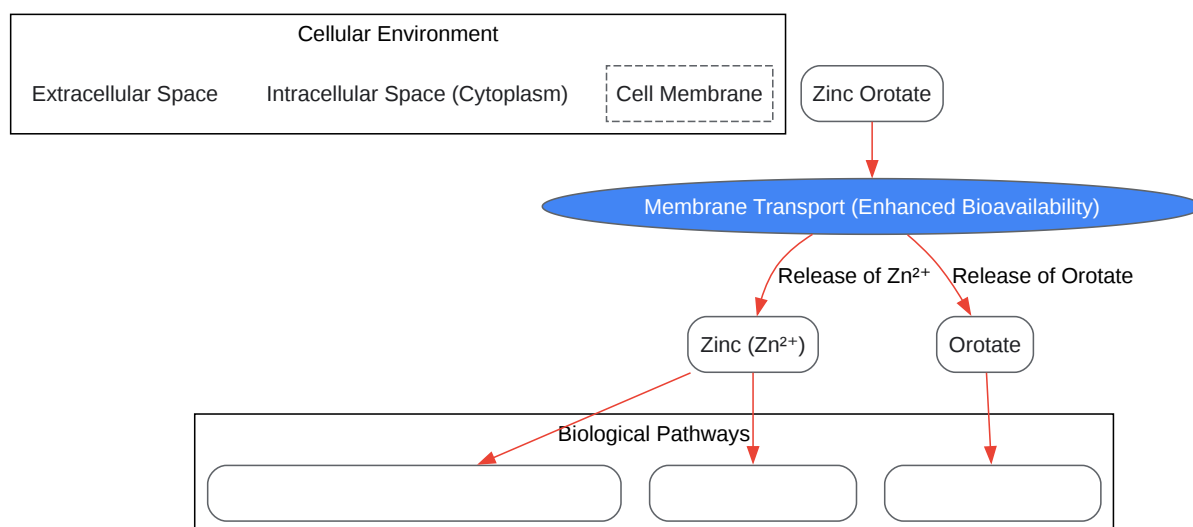 Cellular Environment
Extracellular Space
Intracellular Space (Cytoplasm)
Cell Membrane
Zinc Orotate
Membrane Transport (Enhanced Bioavailability)
Release of Zn²⁺
Release of Orotate
Zinc (Zn²⁺)
Orotate
Biological Pathways